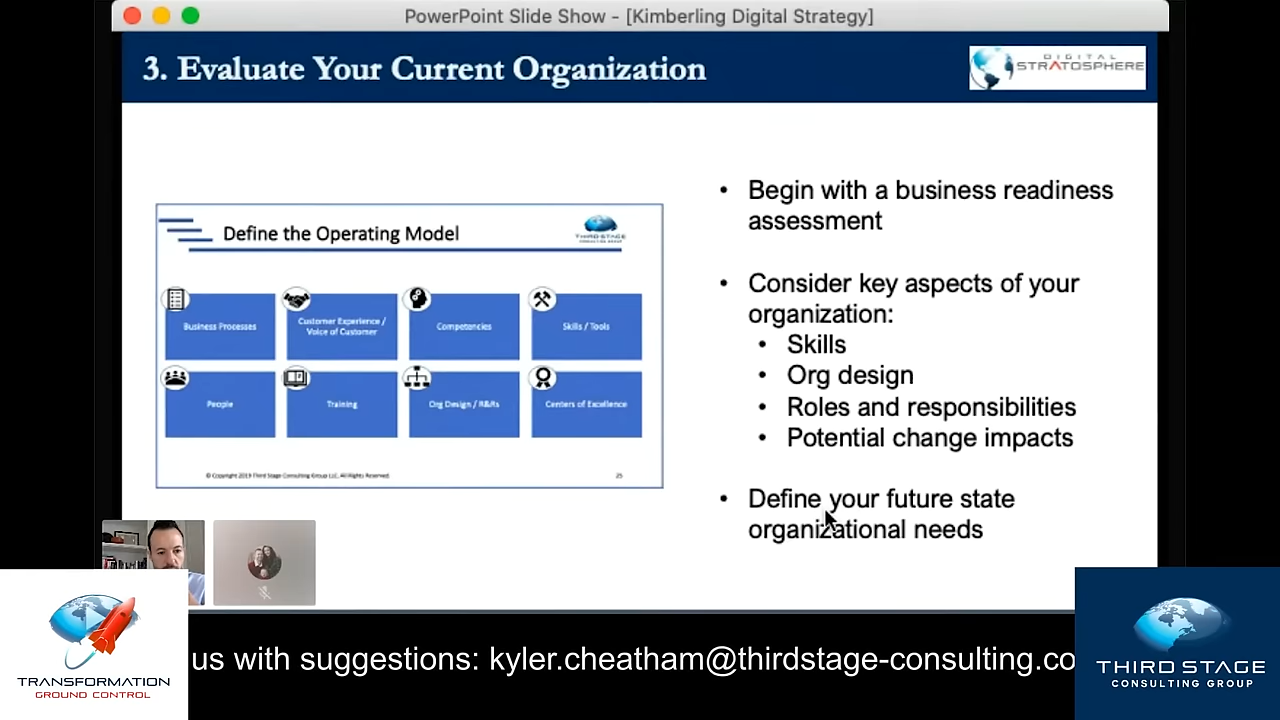 PowerPoint Slide Show - [Kimberling Digital Strategy]
3. Evaluate Your Current Organization
DIGITAL
STRATOSPHERE
Define the Operating Model
THIRD STAGE
CONSULTING GROUP
Business Processes
Customer Experience /
Voice of Customer
Competencies
Skills / Tools
People
Training
Org Design / R&Rs
Centers of Excellence
© Copyright 2019 Third Stage Consulting Group LLC, All Rights Reserved.
25
• Begin with a business readiness
assessment
• Consider key aspects of your
organization:
• Skills
• Org design
• Roles and responsibilities
• Potential change impacts
• Define your future state
organizational needs
us with suggestions: kyler.cheatham@thirdstage-consulting.co
TRANSFORMATION
GROUND CONTROL
THIRD STAGE
CONSULTING GROUP